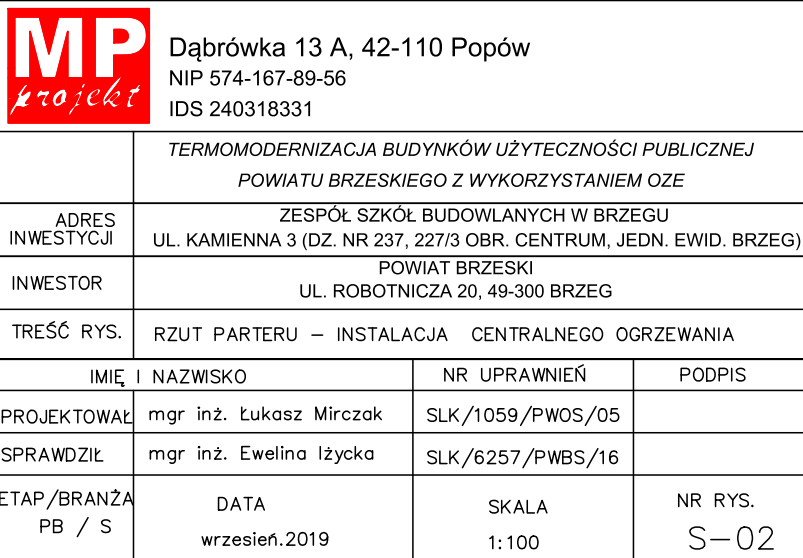 MP
projekt
Dąbrówka 13 A, 42-110 Popów
NIP 574-167-89-56
IDS 240318331
TERMOMODERNIZACJA BUDYNKÓW UŻYTECZNOŚCI PUBLICZNEJ
POWIATU BRZESKIEGO Z WYKORZYSTANIEM OZE
ADRES
INWESTYCJI
ZESPÓŁ SZKÓŁ BUDOWLANYCH W BRZEGU
UL. KAMIENNA 3 (DZ. NR 237, 227/3 OBR. CENTRUM, JEDN. EWID. BRZEG)
INWESTOR
POWIAT BRZESKI
UL. ROBOTNICZA 20, 49-300 BRZEG
TREŚĆ RYS.
RZUT PARTERU – INSTALACJA CENTRALNEGO OGRZEWANIA
IMIĘ I NAZWISKO
NR UPRAWNIEŃ
PODPIS
PROJEKTOWAŁ
mgr inż. Łukasz Mirczak
SLK/1059/PWOS/05
SPRAWDZIŁ
mgr inż. Ewelina Iżycka
SLK/6257/PWBS/16
ETAP/BRANŻA
PB / S
DATA
wrzesień.2019
SKALA
1:100
NR RYS.
S-02